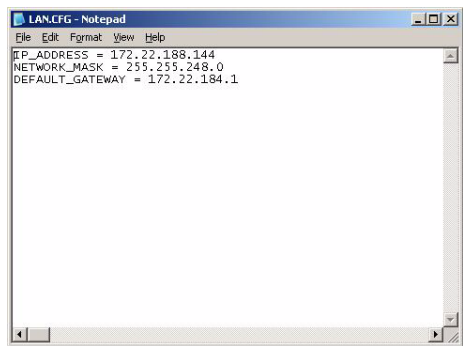 LAN.CFG - Notepad
File Edit Format View Help
IP_ADDRESS = 172.22.188.144
NETWORK_MASK = 255.255.248.0
DEFAULT_GATEWAY = 172.22.184.1